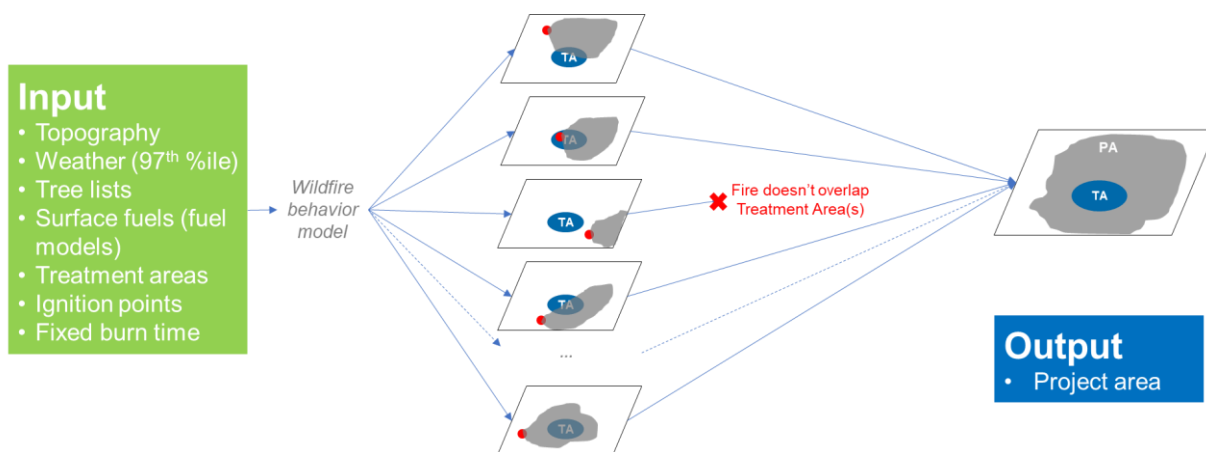 Input
• Topography
• Weather (97th %ile)
• Tree lists
• Surface fuels (fuel
models)
• Treatment areas
• Ignition points
• Fixed burn time
Wildfire
behavior
model
TA
TA
TA
TA
...
TA
Fire doesn't overlap
Treatment Area(s)
PA
TA
Output
• Project area